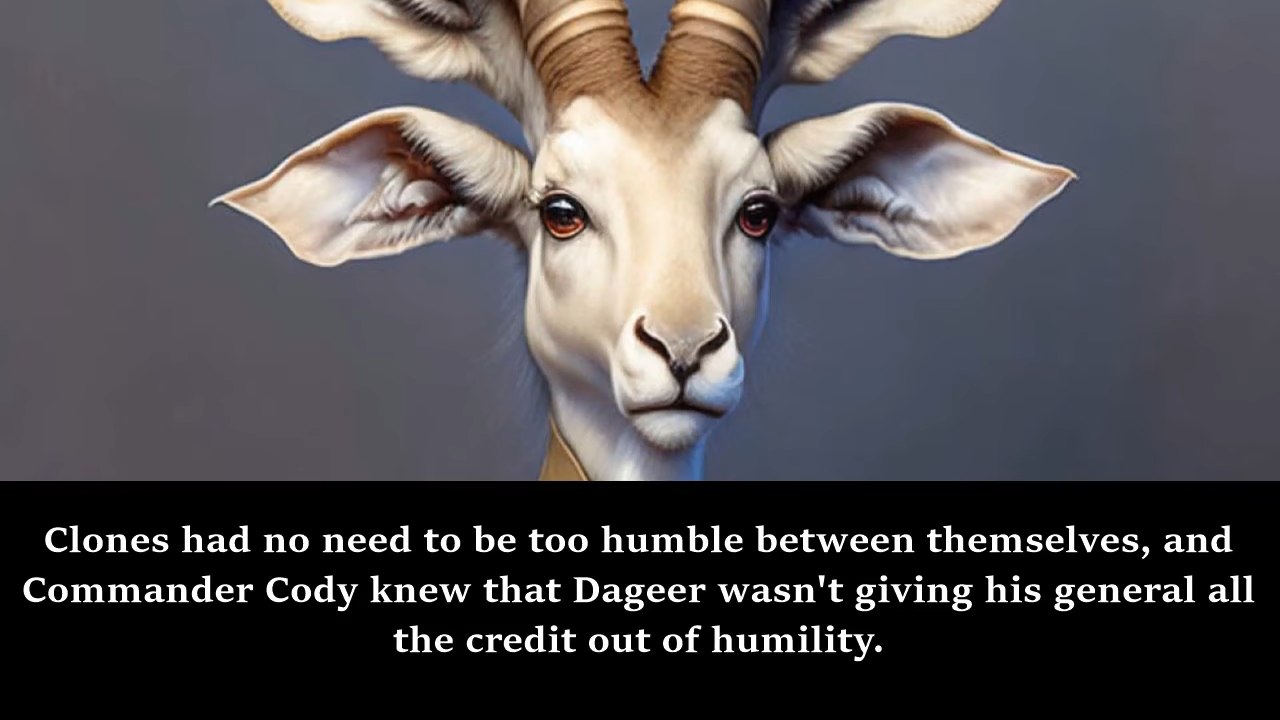 Clones had no need to be too humble between themselves, and
Commander Cody knew that Dageer wasn't giving his general all
the credit out of humility.